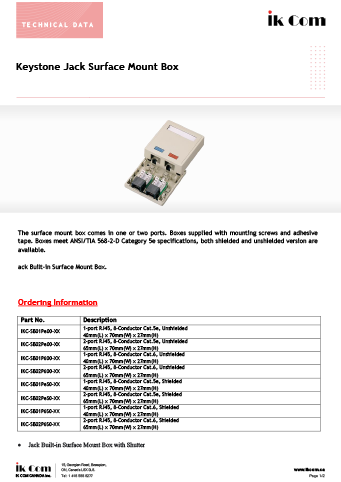 TECHNICAL DATA
ik Com
Keystone Jack Surface Mount Box
The surface mount box comes in one or two ports. Boxes supplied with mounting screws and adhesive
tape. Boxes meet ANSI/TIA 568-2-D Category 5e specifications, both shielded and unshielded version are
available.
ack Built-in Surface Mount Box.
Ordering Information
Part No. Description
IKC-SB01Pe00-XX 1-port RJ45, 8-Conductor Cat.5e, Unshielded
40mm(L) x 70mm(W) x 27mm(H)
IKC-SB02Pe00-XX 2-port RJ45, 8-Conductor Cat.5e, Unshielded
65mm(L) x 70mm(W) x 27mm(H)
IKC-SB01P600-XX 1-port RJ45, 8-Conductor Cat.6, Unshielded
40mm(L) x 70mm(W) x 27mm(H)
IKC-SB02P600-XX 2-port RJ45, 8-Conductor Cat.6, Unshielded
65mm(L) x 70mm(W) x 27mm(H)
IKC-SB01Pe50-XX 1-port RJ45, 8-Conductor Cat.5e, Shielded
40mm(L) x 70mm(W) x 27mm(H)
IKC-SB02Pe50-XX 2-port RJ45, 8-Conductor Cat.5e, Shielded
65mm(L) x 70mm(W) x 27mm(H)
IKC-SB01P650-XX 1-port RJ45, 8-Conductor Cat.6, Shielded
40mm(L) x 70mm(W) x 27mm(H)
IKC-SB02P650-XX 2-port RJ45, 8-Conductor Cat.6, Shielded
65mm(L) x 70mm(W) x 27mm(H)
• Jack Built-in Surface Mount Box with Shutter
ik Com
IK COM CANADA Inc.
Georgian Road,
ON, Canada
Tel:
www.ikcom.ca
Page 1/2